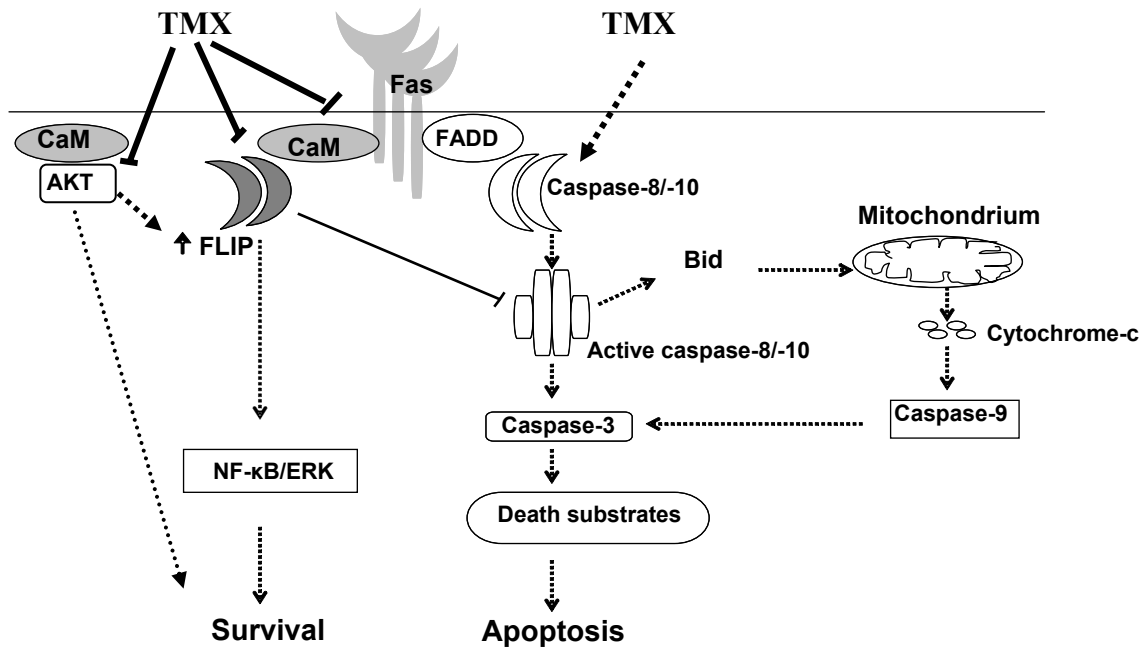 TMX
TMX
Fas
CaM
CaM
FADD
AKT
Caspase-8/-10
Mitochondrium
↑ FLIP
Bid
Cytochrome-c
Active caspase-8/-10
Caspase-9
Caspase-3
NF-κB/ERK
Death substrates
Survival
Apoptosis